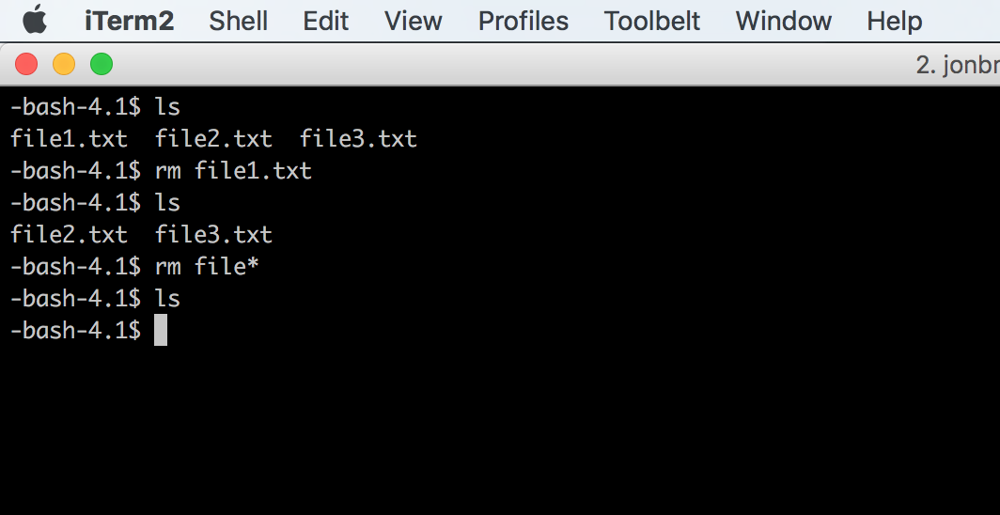 iTerm2 Shell Edit View Profiles Toolbelt Window Help
2. jonbr
-bash-4.1$ ls
file1.txt  file2.txt  file3.txt
-bash-4.1$ rm file1.txt
-bash-4.1$ ls
file2.txt  file3.txt
-bash-4.1$ rm file*
-bash-4.1$ ls
-bash-4.1$